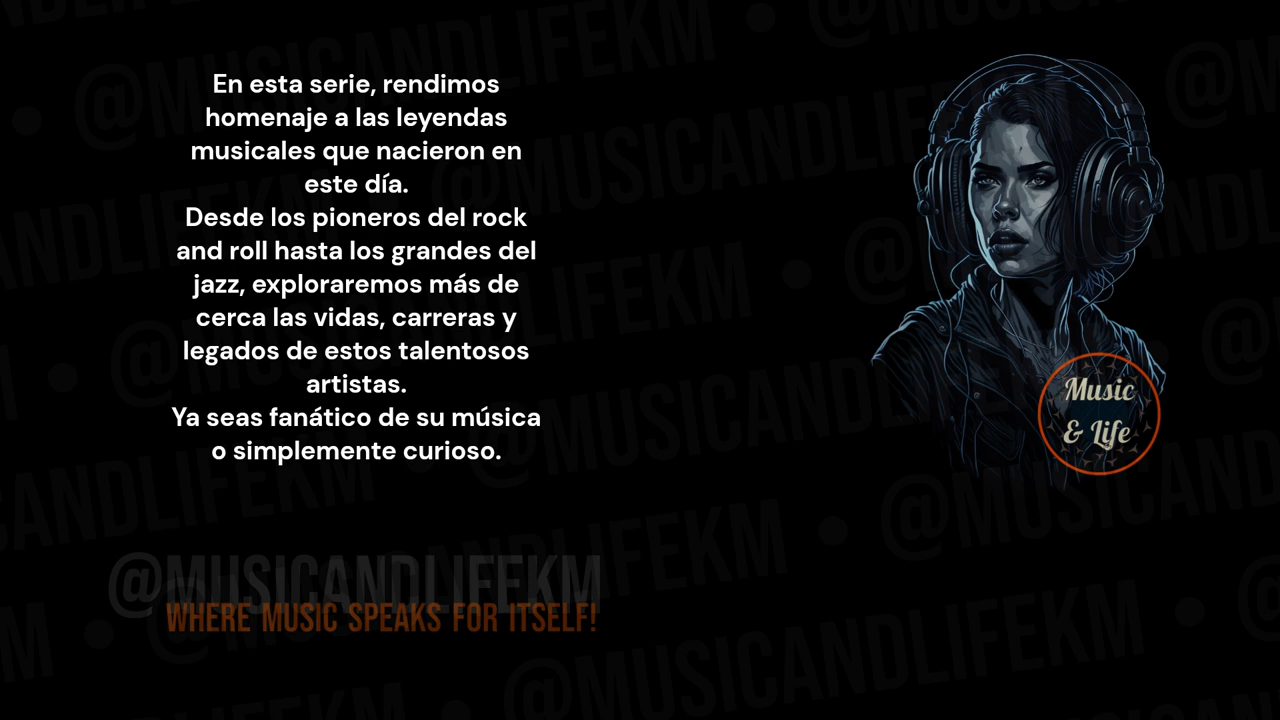 En esta serie, rendimos
homenaje a las leyendas
musicales que nacieron en
este día.
Desde los pioneros del rock
and roll hasta los grandes del
jazz, exploraremos más de
cerca las vidas, carreras y
legados de estos talentosos
artistas.
Ya seas fanático de su música
o simplemente curioso.
Music
& Life
@MUSICANDLIFEKM
WHERE MUSIC SPEAKS FOR ITSELF!